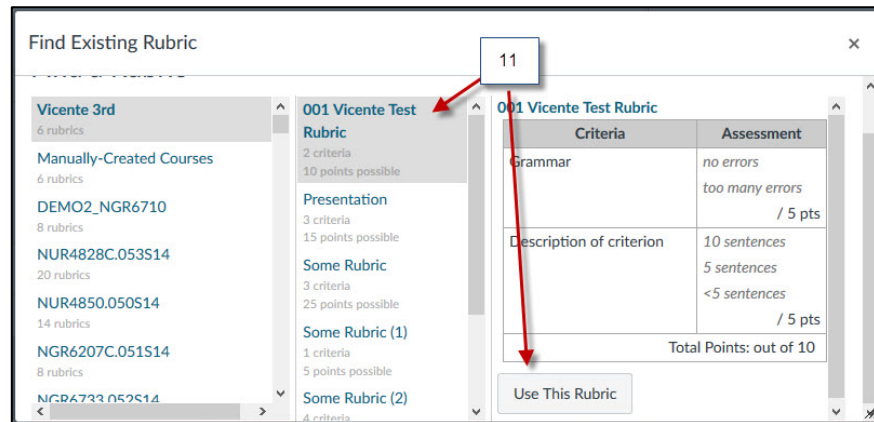 Find Existing Rubric
×
11
Vicente 3rd
6 rubrics
Manually-Created Courses
6 rubrics
DEMO2_NGR6710
8 rubrics
NUR4828C.053S14
20 rubrics
NUR4850.050S14
14 rubrics
NGR6207C.051S14
8 rubrics
NGR6733.052S14
001 Vicente Test
Rubric
2 criteria
10 points possible
Presentation
3 criteria
15 points possible
Some Rubric
3 criteria
25 points possible
Some Rubric (1)
1 criteria
5 points possible
Some Rubric (2)
4 criteria
001 Vicente Test Rubric
Criteria Assessment
Grammar no errors
too many errors
/ 5 pts
Description of criterion 10 sentences
5 sentences
<5 sentences
/ 5 pts
Total Points: out of 10
Use This Rubric